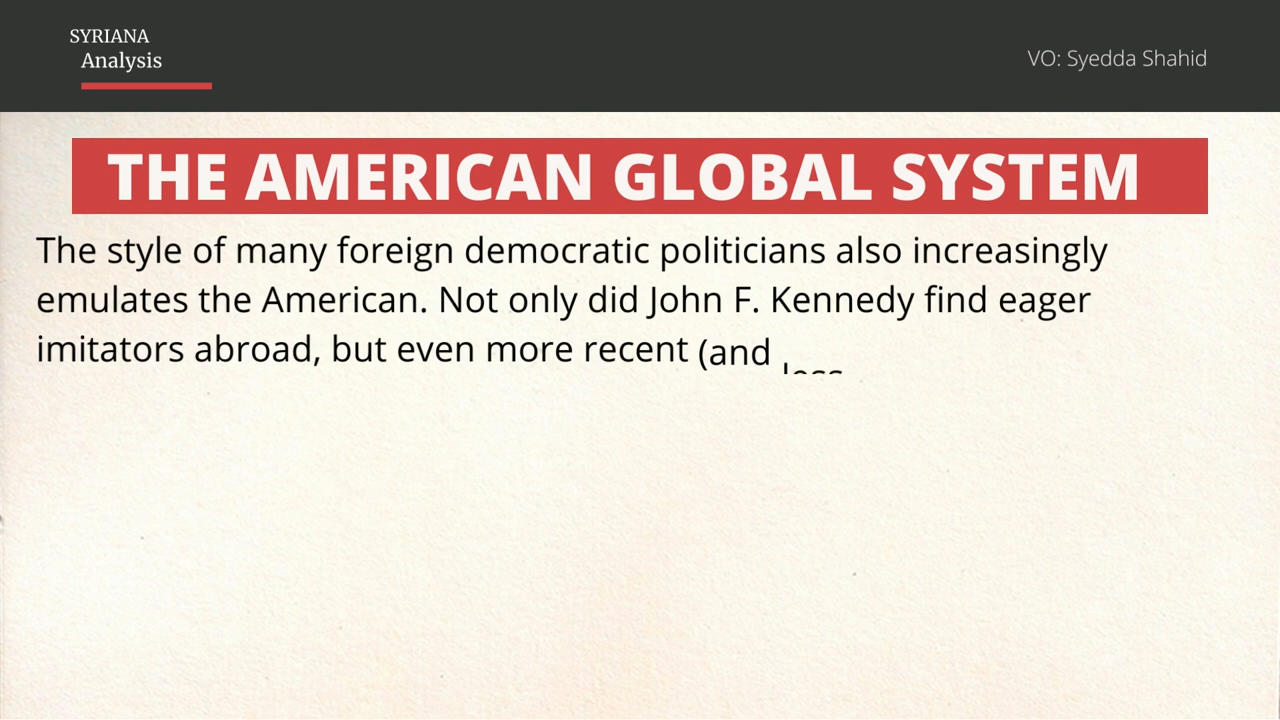 SYRIANA
Analysis
VO: Syedda Shahid
THE AMERICAN GLOBAL SYSTEM
The style of many foreign democratic politicians also increasingly
emulates the American. Not only did John F. Kennedy find eager
imitators abroad, but even more recent (and less